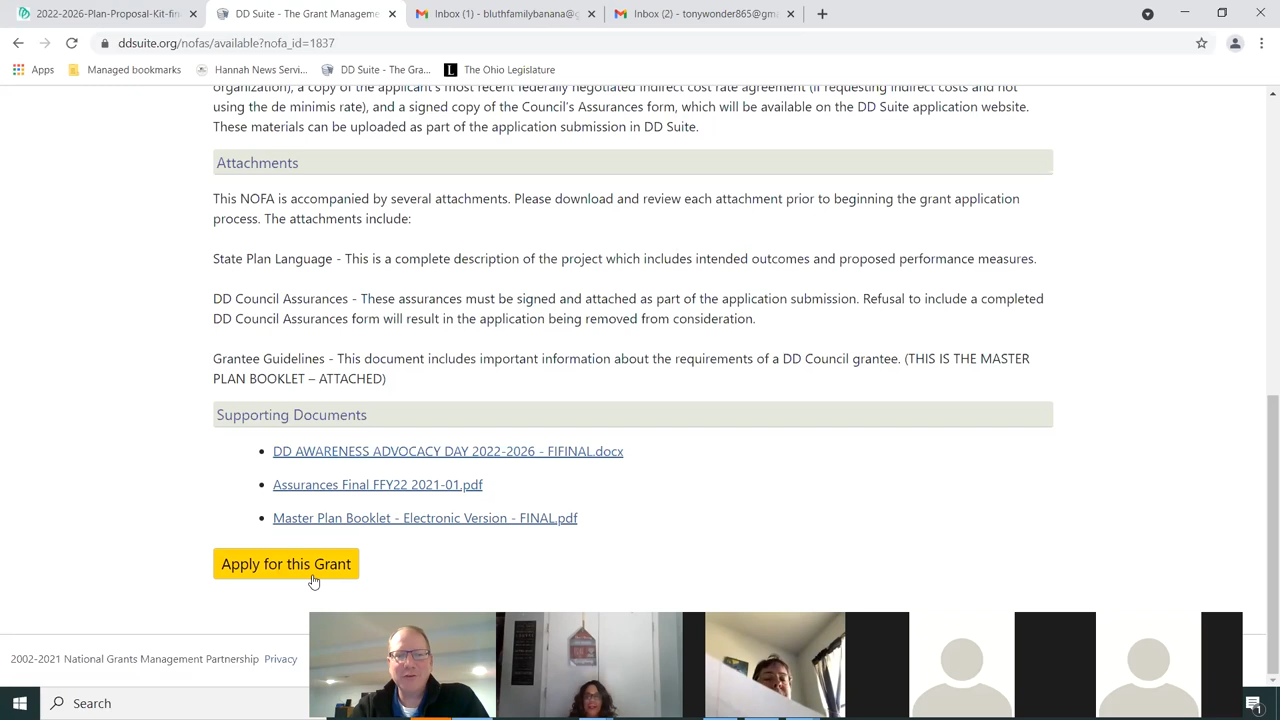 2022-2026-Plan-Proposal-Kit-fin
DD Suite - The Grant Manageme
Inbox (1) - bluthfamilybanana@g
Inbox (2) - tonywonder865@gma
ddsuite.org/nofas/available?nofa_id=1837
Apps
Managed bookmarks
Hannah News Servi...
DD Suite - The Gra...
The Ohio Legislature
organization), a copy of the applicant's most recent federally negotiated indirect cost rate agreement (if requesting indirect costs and not
using the de minimis rate), and a signed copy of the Council's Assurances form, which will be available on the DD Suite application website.
These materials can be uploaded as part of the application submission in DD Suite.
Attachments
This NOFA is accompanied by several attachments. Please download and review each attachment prior to beginning the grant application
process. The attachments include:
State Plan Language - This is a complete description of the project which includes intended outcomes and proposed performance measures.
DD Council Assurances - These assurances must be signed and attached as part of the application submission. Refusal to include a completed
DD Council Assurances form will result in the application being removed from consideration.
Grantee Guidelines - This document includes important information about the requirements of a DD Council grantee. (THIS IS THE MASTER
PLAN BOOKLET – ATTACHED)
Supporting Documents
DD AWARENESS ADVOCACY DAY 2022-2026 - FIFINAL.docx
Assurances Final FFY22 2021-01.pdf
Master Plan Booklet - Electronic Version - FINAL.pdf
Apply for this Grant
2002-2021 National Grants Management Partnership Privacy
Search
1